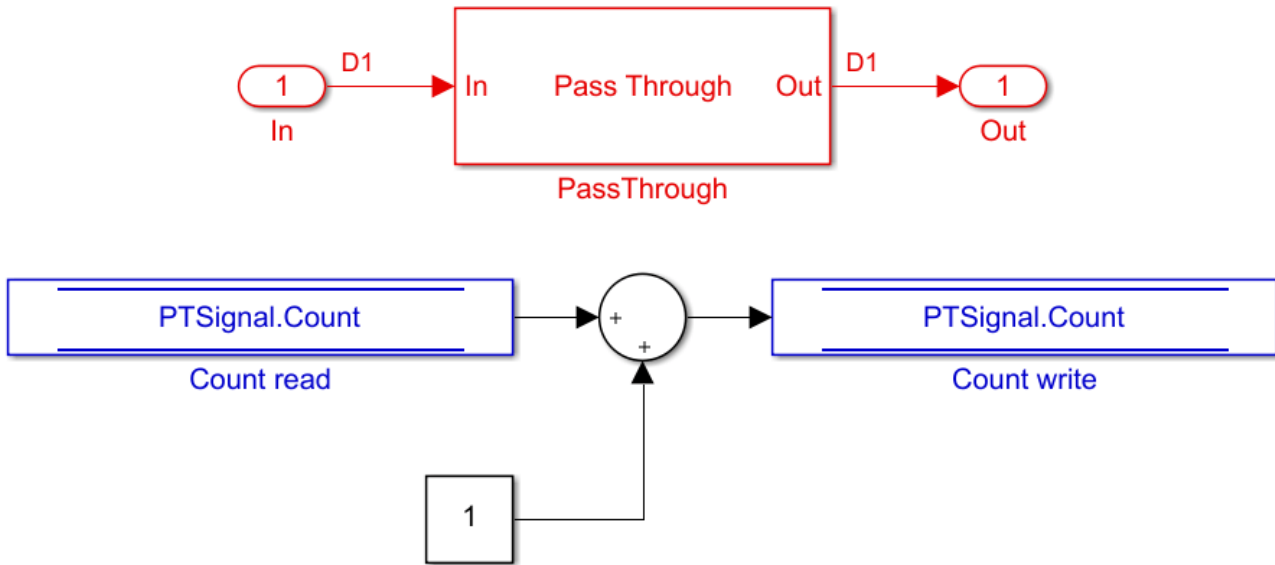 D1
D1
1
In
Pass Through
Out
1
In
Out
PassThrough
PTSignal.Count
+
PTSignal.Count
+
Count read
Count write
1